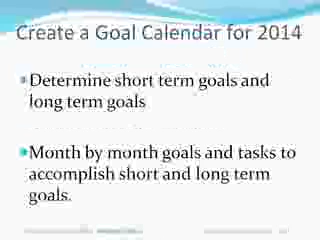 Create a Goal Calendar for 2014
Determine short term goals and
long term goals
Month by month goals and tasks to
accomplish short and long term
goals.